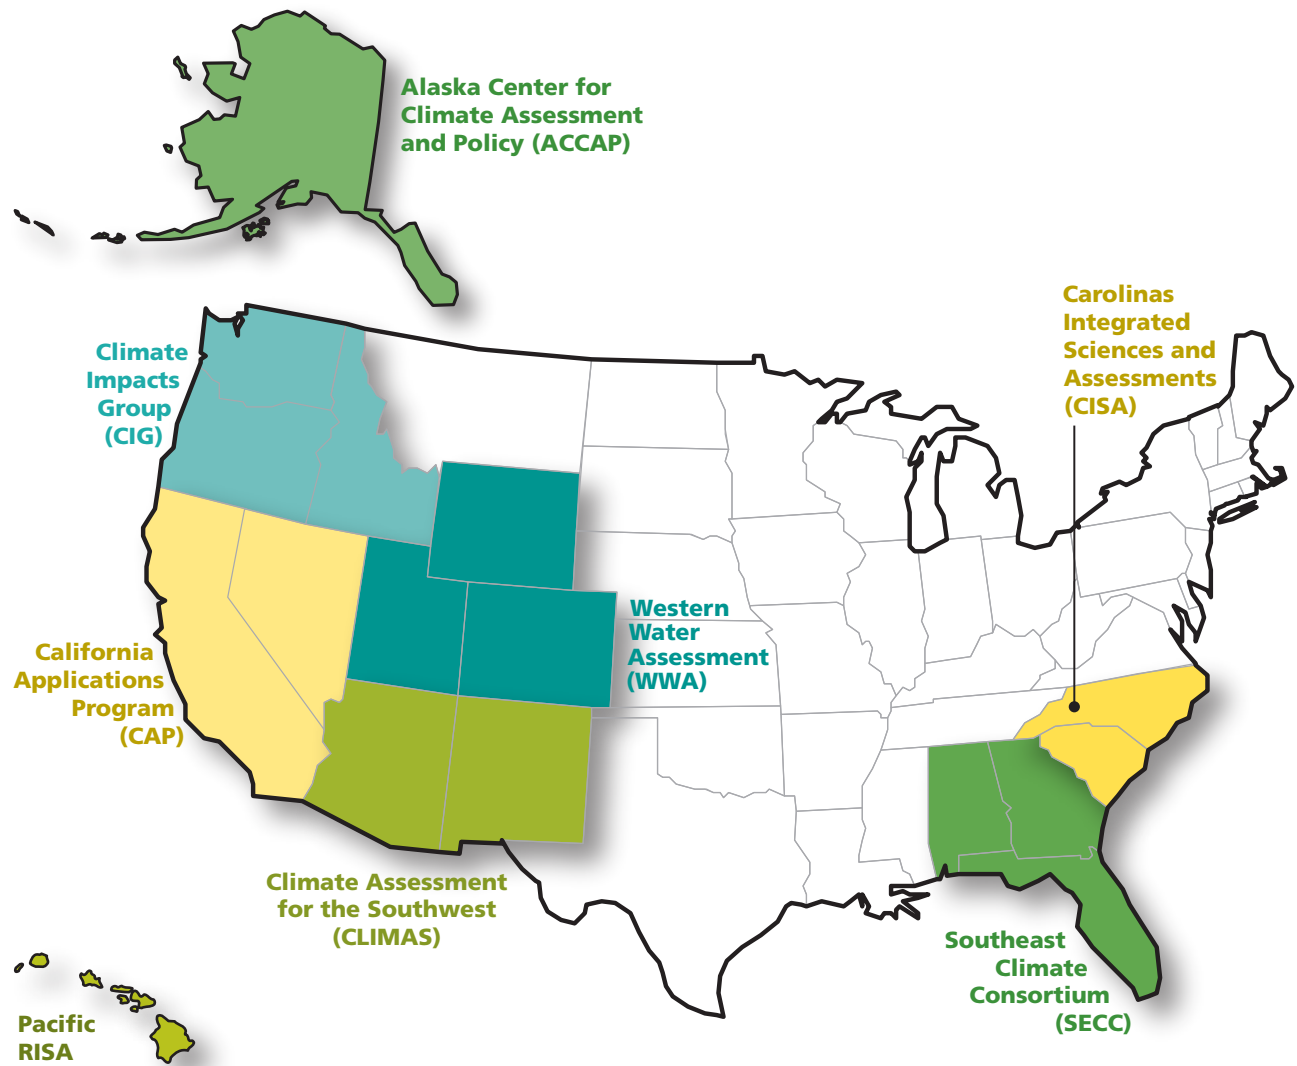 Alaska Center for
Climate Assessment
and Policy (ACCAP)
Carolinas
Integrated
Sciences and
Assessments
(CISA)
Climate
Impacts
Group
(CIG)
Western
Water
Assessment
(WWA)
California
Applications
Program
(CAP)
Climate Assessment
for the Southwest
(CLIMAS)
Southeast
Climate
Consortium
(SECC)
Pacific
RISA